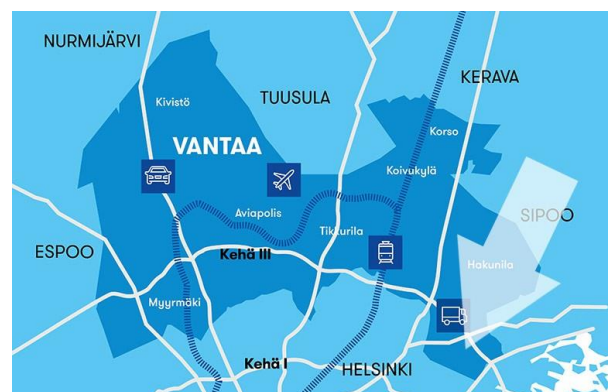 NURMIJÄRVI
KERAVA
TUUSULA
Kivistö
Korso
VANTAA
Koivukylä
Aviapolis
SIPOO
Tikkurila
ESPOO
Kehä III
Hakunila
Myyrmäki
Kehä I
HELSINKI